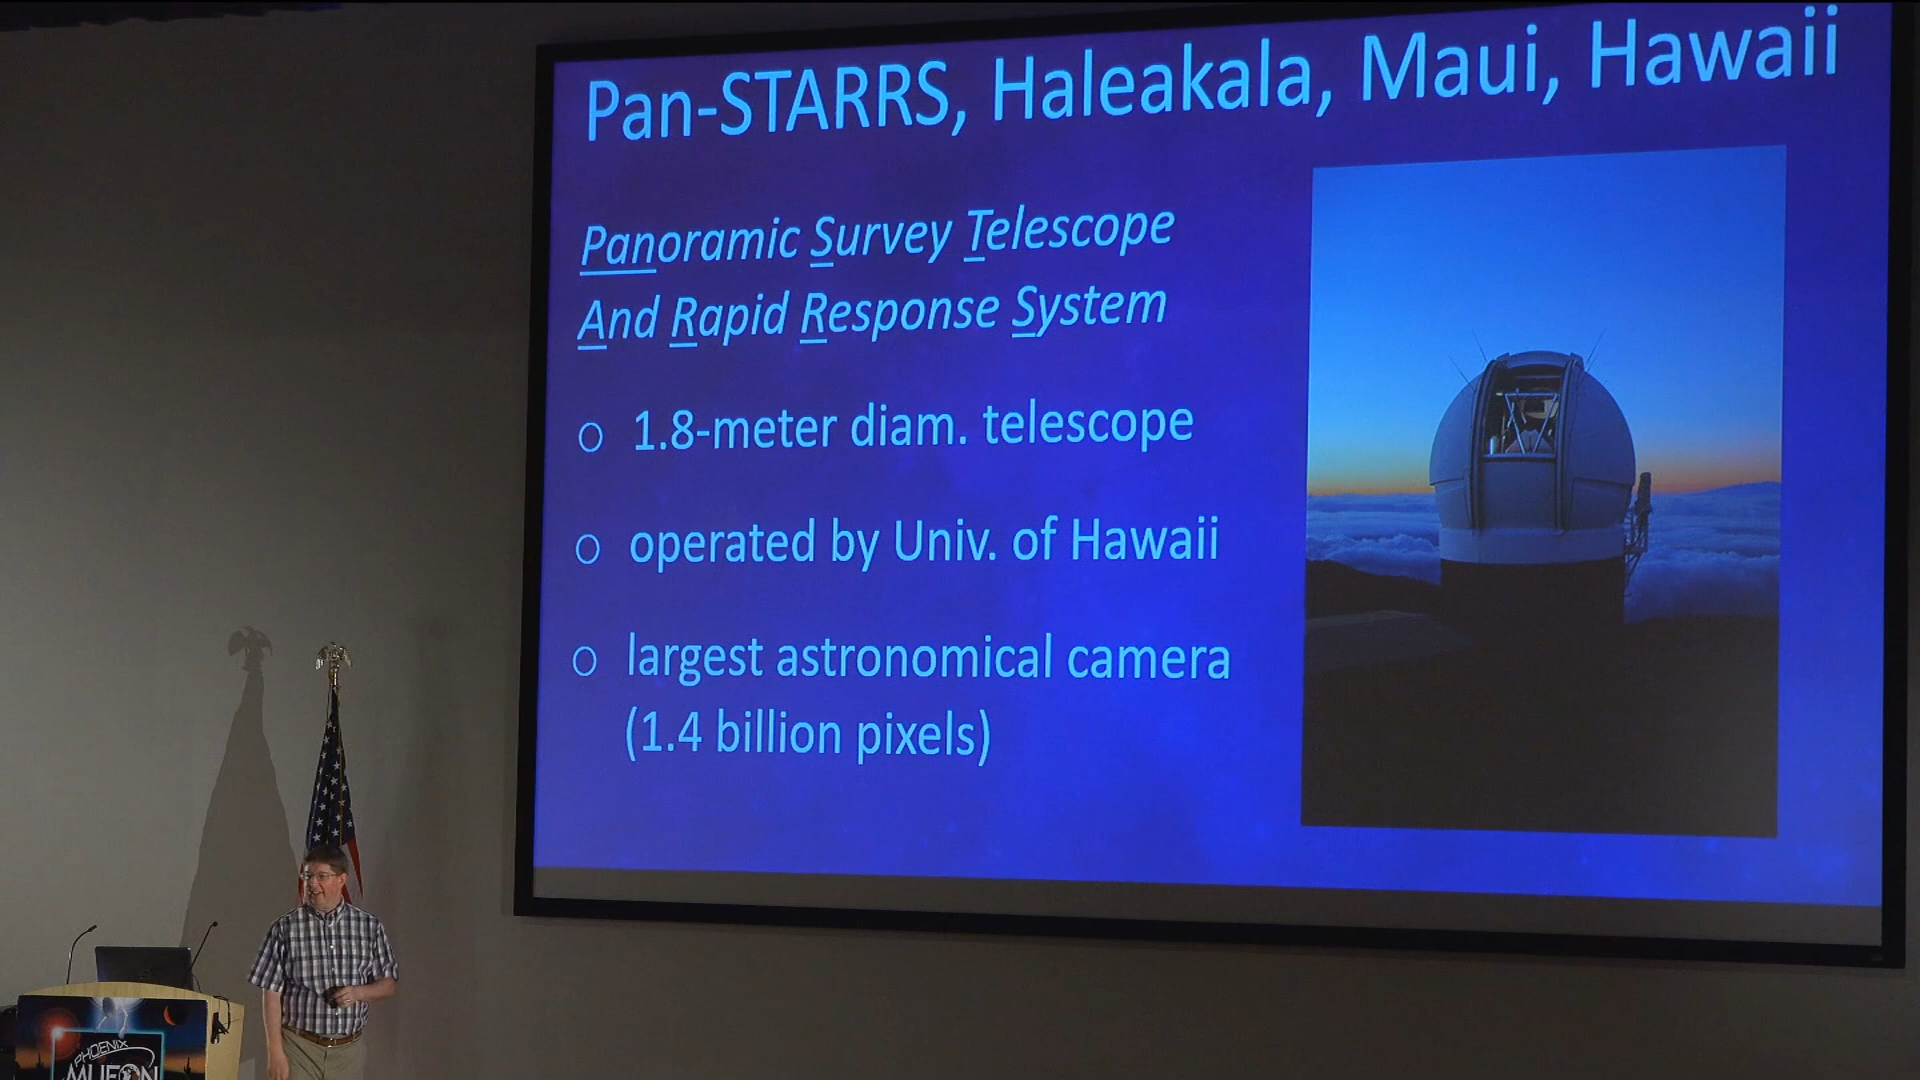 Pan-STARRS, Haleakala, Maui, Hawaii
Panoramic Survey Telescope
And Rapid Response System
o 1.8-meter diam. telescope
o operated by Univ. of Hawaii
o largest astronomical camera
(1.4 billion pixels)
PHOENIX
MUFON